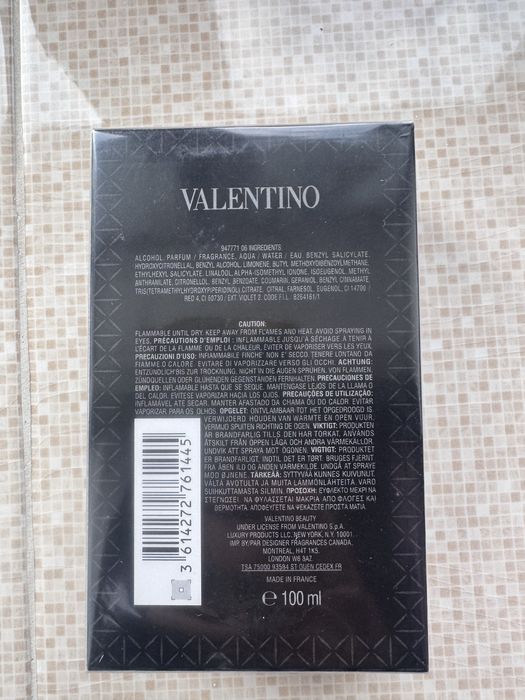 VALENTINO
947771 06 INGREDIENTS
ALCOHOL, PARFUM / FRAGRANCE, AQUA / WATER / EAU, BENZYL SALICYLATE,
HYDROXYCITRONELLAL, BENZYL ALCOHOL, LIMONENE, BUTYL METHOXYDIBENZOYLMETHANE,
ETHYLHEXYL SALICYLATE, LINALOOL, ALPHA-ISOMETHYL IONONE, ISOEUGENOL, METHYL
ANTHRANILATE, CITRONELLOL, BENZYL BENZOATE, COUMARIN, GERANIOL, BENZYL CINNAMATE,
TRIS(TETRAMETHYLHYDROXYPIPERIDINOL) CITRATE, CITRAL, FARNESOL, EUGENOL, CI 14700 /
RED 4, CI 60730 / EXT. VIOLET 2. CODE F.I.L. B264161/1
CAUTION:
FLAMMABLE UNTIL DRY. KEEP AWAY FROM FLAMES AND HEAT. AVOID SPRAYING IN
EYES. PRÉCAUTIONS D'EMPLOI : INFLAMMABLE JUSQU'À SÉCHAGE. A TENIR À
L'ÉCART DE LA FLAMME OU DE LA CHALEUR, EVITER DE VAPORISER VERS LES YEUX.
PRECAUZIONI D'USO: INFIAMMABILE FINCHE' NON E' SECCO. TENERE LONTANO DA
FIAMME O CALORE. EVITARE DI VAPORIZZARE VERSO GLI OCCHI. ACHTUNG:
ENTZÜNDLICH BIS ZUR TROCKNUNG. NICHT IN DIE AUGEN SPRÜHEN. VON FLAMMEN,
ZÜNDQUELLEN ODER GLÜHENDEN GEGENSTÄNDEN FERNHALTEN. PRECAUCIONES DE
EMPLEO: INFLAMABLE HASTA QUE SE SEQUE. MANTENGASE LEJOS DE LA LLAMA O
DEL CALOR. EVITESE VAPORIZAR HACIA LOS OJOS. PRECAUÇÕES DE UTILIZAÇÃO:
INFLAMÁVEL ATE SECAR. MANTER AFASTADO DA CHAMA OU DO CALOR EVITAR
VAPORIZAR PARA OS OLHOS. OPGELET: ONTVLAMBAAR TOT HET OPGEDROOGD IS
VERWIJDERD HOUDEN VAN WARMTE EN OPEN VUUR.
VERMIJD SPUITEN RICHTING DE OGEN. VIKTIGT: PRODUKTEN
ÄR BRANDFARLIG TILLS DEN HAR TORKAT. ANVÄNDS
ÅTSKILT FRÅN ÖPPEN LÅGA OCH ANDRA VÄRMEKÄLLOR.
UNDVIK ATT SPRAYA MOT ÖGONEN. VIGTIGT: PRODUKTET
ER BRANDFARLIGT, INDTIL DET ER TØRT. BRUGES FJERNT
FRA ÅBEN ILD OG ANDEN VARMEKILDE. UNDGÅ AT SPRAYE
MOD ØJNENE. TÄRKEÄÄ: SYTTYVÄÄ KUNNES KUIVUNUT.
VÄLTÄ AVOTULTA JA MUITA LÄMMÖNLÄHTEITÄ. VARO
SUIHKUTTAMASTA SILMIIN. ΠΡΟΣΟΧΗ: ΕΥΦΛΕΚΤΟ ΜΕΧΡΙ ΝΑ
ΣΤΕΓΝΩΣΕΙ. ΝΑ ΦΥΛΑΣΣΕΤΑΙ ΜΑΚΡΙΑ ΑΠΟ ΦΛΟΓΕΣ ΚΑΙ
ΘΕΡΜΟΤΗΤΑ. ΑΠΟΦΕΥΓΕΤΕ ΝΑ ΨΕΚΑΖΕΤΕ ΠΡΟΣ ΤΑ ΜΑΤΙΑ.
3 614272 761445
VALENTINO BEAUTY
UNDER LICENSE FROM VALENTINO S.p.A.
LUXURY PRODUCTS LLC, NEW YORK, N.Y. 10001.
IMP. BY/PAR DESIGNER FRAGRANCES CANADA,
MONTREAL, H4T 1K5.
LONDON W6 8AZ
TSA 75000 93584 ST OUEN CEDEX FR
MADE IN FRANCE
℮ 100 ml